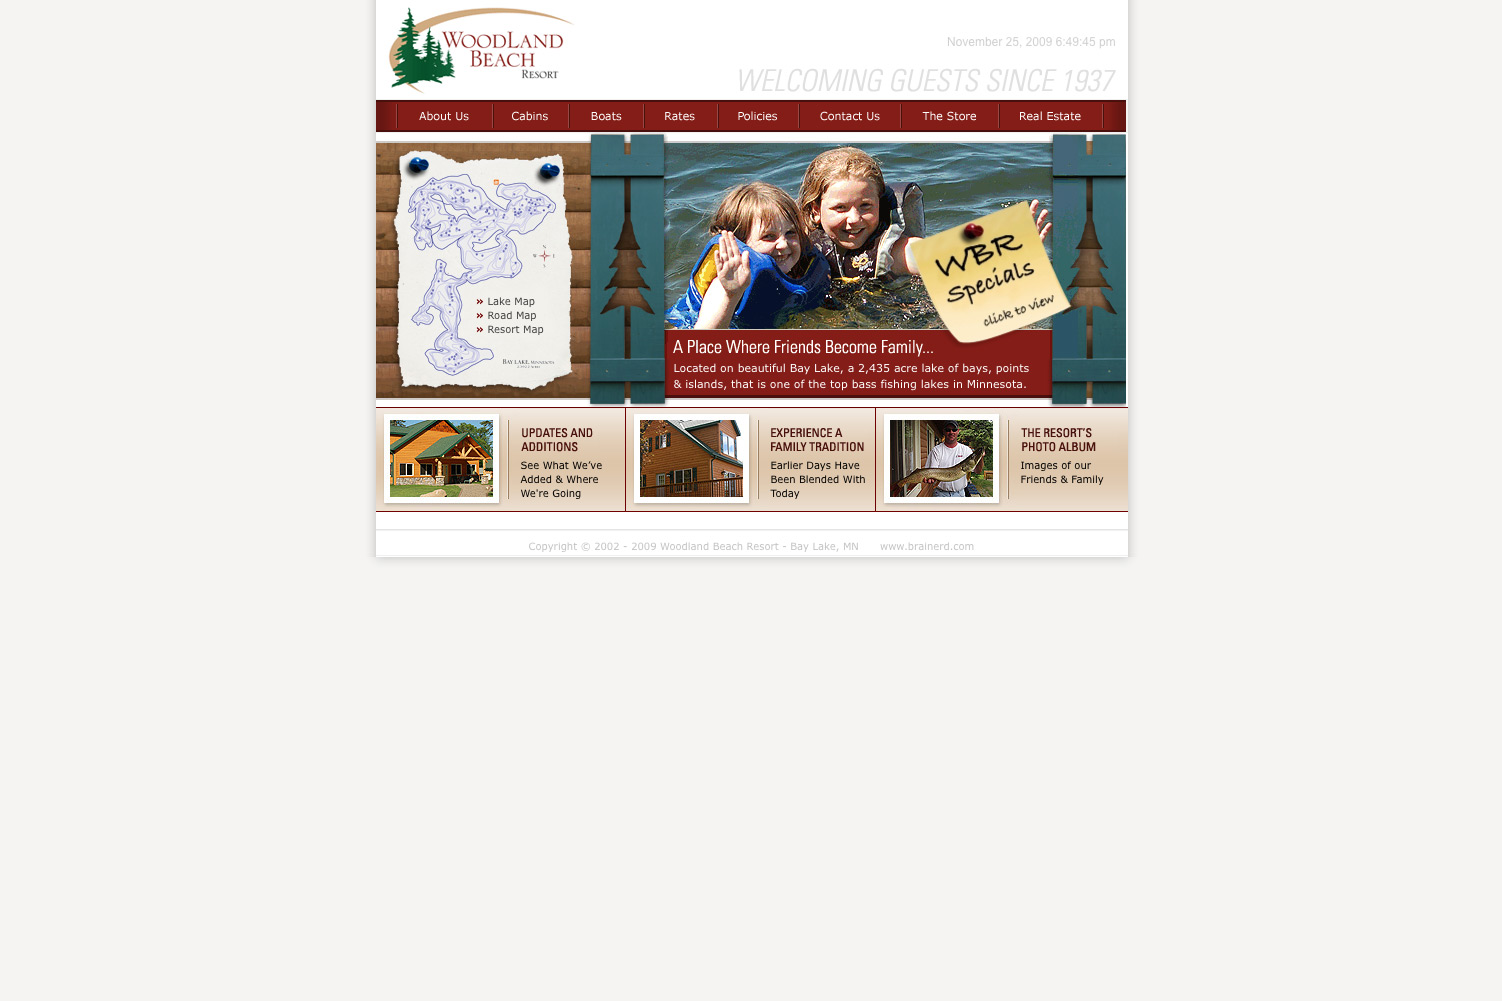 WOODLAND
BEACH
RESORT
November 25, 2009 6:49:45 pm
WELCOMING GUESTS SINCE 1937
About Us
Cabins
Boats
Rates
Policies
Contact Us
The Store
Real Estate
N
W E
S
Lake Map
Road Map
Resort Map
BAY LAKE, MINNESOTA
WBR
Specials
click to view
A Place Where Friends Become Family...
Located on beautiful Bay Lake, a 2,435 acre lake of bays, points
& islands, that is one of the top bass fishing lakes in Minnesota.
UPDATES AND
ADDITIONS
See What We've
Added & Where
We're Going
EXPERIENCE A
FAMILY TRADITION
Earlier Days Have
Been Blended With
Today
THE RESORT'S
PHOTO ALBUM
Images of our
Friends & Family
Copyright © 2002 - 2009 Woodland Beach Resort - Bay Lake, MN www.brainerd.com